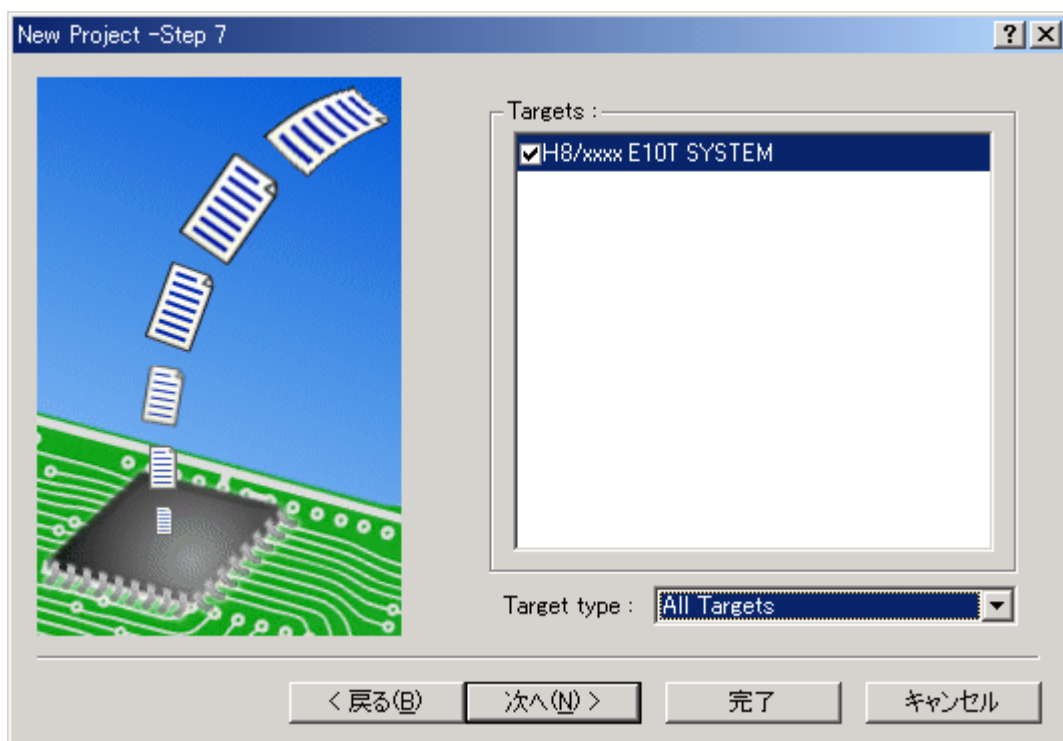 New Project -Step 7
Targets :
H8/xxxx E10T SYSTEM
Target type : All Targets
< 戻る(B) 次へ(N) > 完了 キャンセル